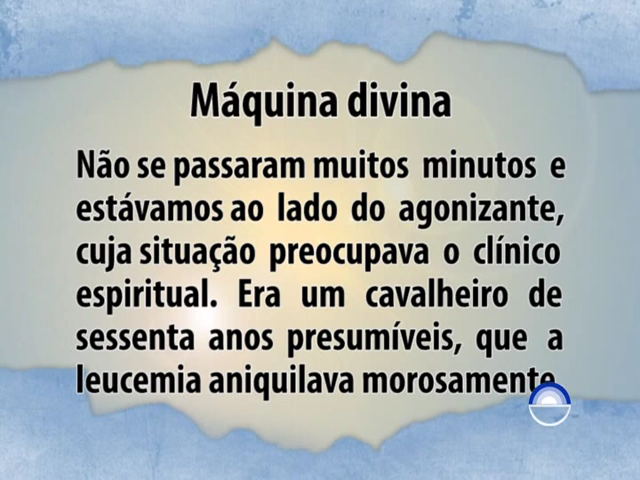 Máquina divina
Não se passaram muitos minutos e
estávamos ao lado do agonizante,
cuja situação preocupava o clínico
espiritual. Era um cavalheiro de
sessenta anos presumíveis, que a
leucemia aniquilava morosamente.